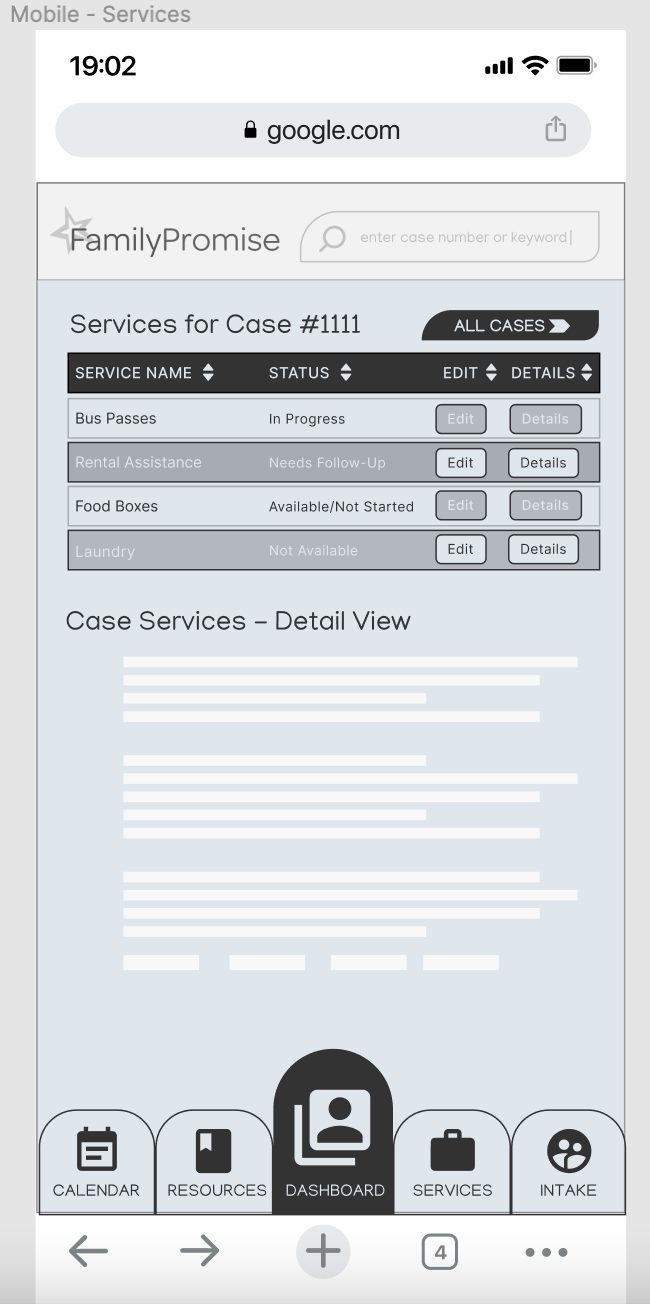 Mobile - Services
19:02
google.com
FamilyPromise
enter case number or keyword|
Services for Case #1111
ALL CASES
SERVICE NAME STATUS EDIT DETAILS
Bus Passes In Progress Edit Details
Rental Assistance Needs Follow-Up Edit Details
Food Boxes Available/Not Started Edit Details
Laundry Not Available Edit Details
Case Services – Detail View
CALENDAR RESOURCES DASHBOARD SERVICES INTAKE
4